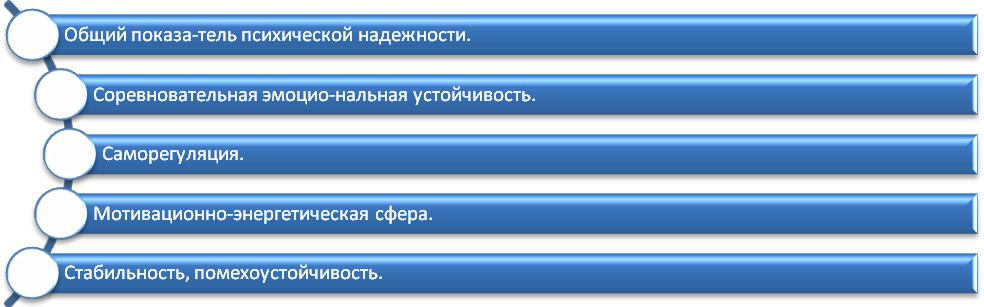 Общий показа-тель психической надежности.
Соревновательная эмоцио-нальная устойчивость.
Саморегуляция.
Мотивационно-энергетическая сфера.
Стабильность, помехоустойчивость.